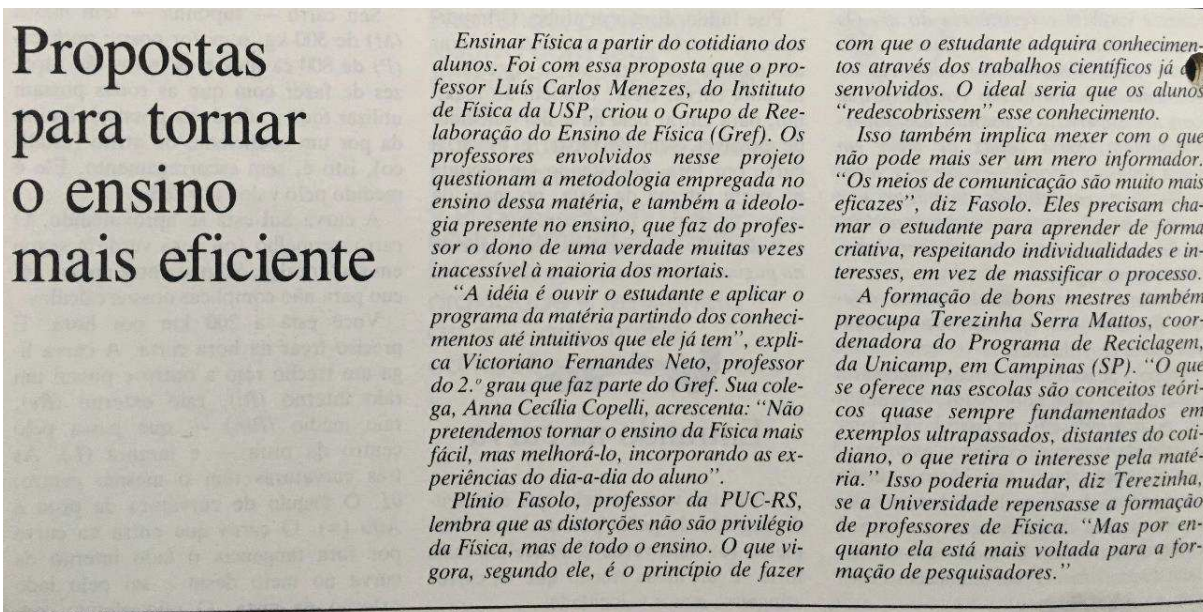 Propostas
para tornar
o ensino
mais eficiente
Ensinar Física a partir do cotidiano dos
alunos. Foi com essa proposta que o pro-
fessor Luís Carlos Menezes, do Instituto
de Física da USP, criou o Grupo de Ree-
laboração do Ensino de Física (Gref). Os
professores envolvidos nesse projeto
questionam a metodologia empregada no
ensino dessa matéria, e também a ideolo-
gia presente no ensino, que faz do profes-
sor o dono de uma verdade muitas vezes
inacessível à maioria dos mortais.
"A idéia é ouvir o estudante e aplicar o
programa da matéria partindo dos conheci-
mentos até intuitivos que ele já tem", expli-
ca Victoriano Fernandes Neto, professor
do 2.º grau que faz parte do Gref. Sua cole-
ga, Anna Cecília Copelli, acrescenta: "Não
pretendemos tornar o ensino da Física mais
fácil, mas melhorá-lo, incorporando as ex-
periências do dia-a-dia do aluno".
Plínio Fasolo, professor da PUC-RS,
lembra que as distorções não são privilégio
da Física, mas de todo o ensino. O que vi-
gora, segundo ele, é o princípio de fazer
com que o estudante adquira conhecimen-
tos através dos trabalhos científicos já
senvolvidos. O ideal seria que os alunos
"redescobrissem" esse conhecimento.
Isso também implica mexer com o que
não pode mais ser um mero informador.
"Os meios de comunicação são muito mais
eficazes", diz Fasolo. Eles precisam cha-
mar o estudante para aprender de forma
criativa, respeitando individualidades e in-
teresses, em vez de massificar o processo.
A formação de bons mestres também
preocupa Terezinha Serra Mattos, coor-
denadora do Programa de Reciclagem,
da Unicamp, em Campinas (SP). "O que
se oferece nas escolas são conceitos teóri-
cos quase sempre fundamentados em
exemplos ultrapassados, distantes do coti-
diano, o que retira o interesse pela maté-
ria." Isso poderia mudar, diz Terezinha,
se a Universidade repensasse a formação
de professores de Física. "Mas por en-
quanto ela está mais voltada para a for-
mação de pesquisadores."